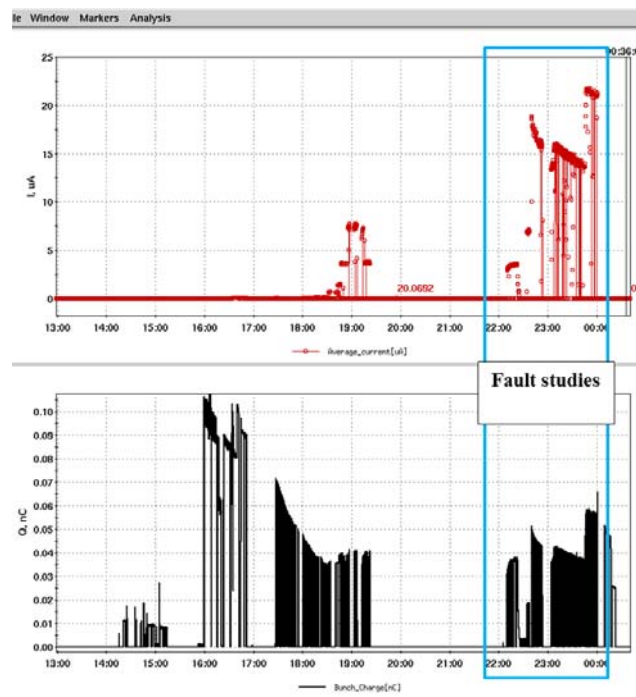 le Window Markers Analysis
00:36:0
25
20
15
10
5
0
I, uA
20.0692
0
13:00 14:00 15:00 16:00 17:00 18:00 19:00 20:00 21:00 22:00 23:00 00:00
Average_current[uA]
Fault studies
0.10
0.09
0.08
0.07
0.06
0.05
0.04
0.03
0.02
0.01
0.00
Q, nC
13:00 14:00 15:00 16:00 17:00 18:00 19:00 20:00 21:00 22:00 23:00 00:00
Bunch_Charge[nC]